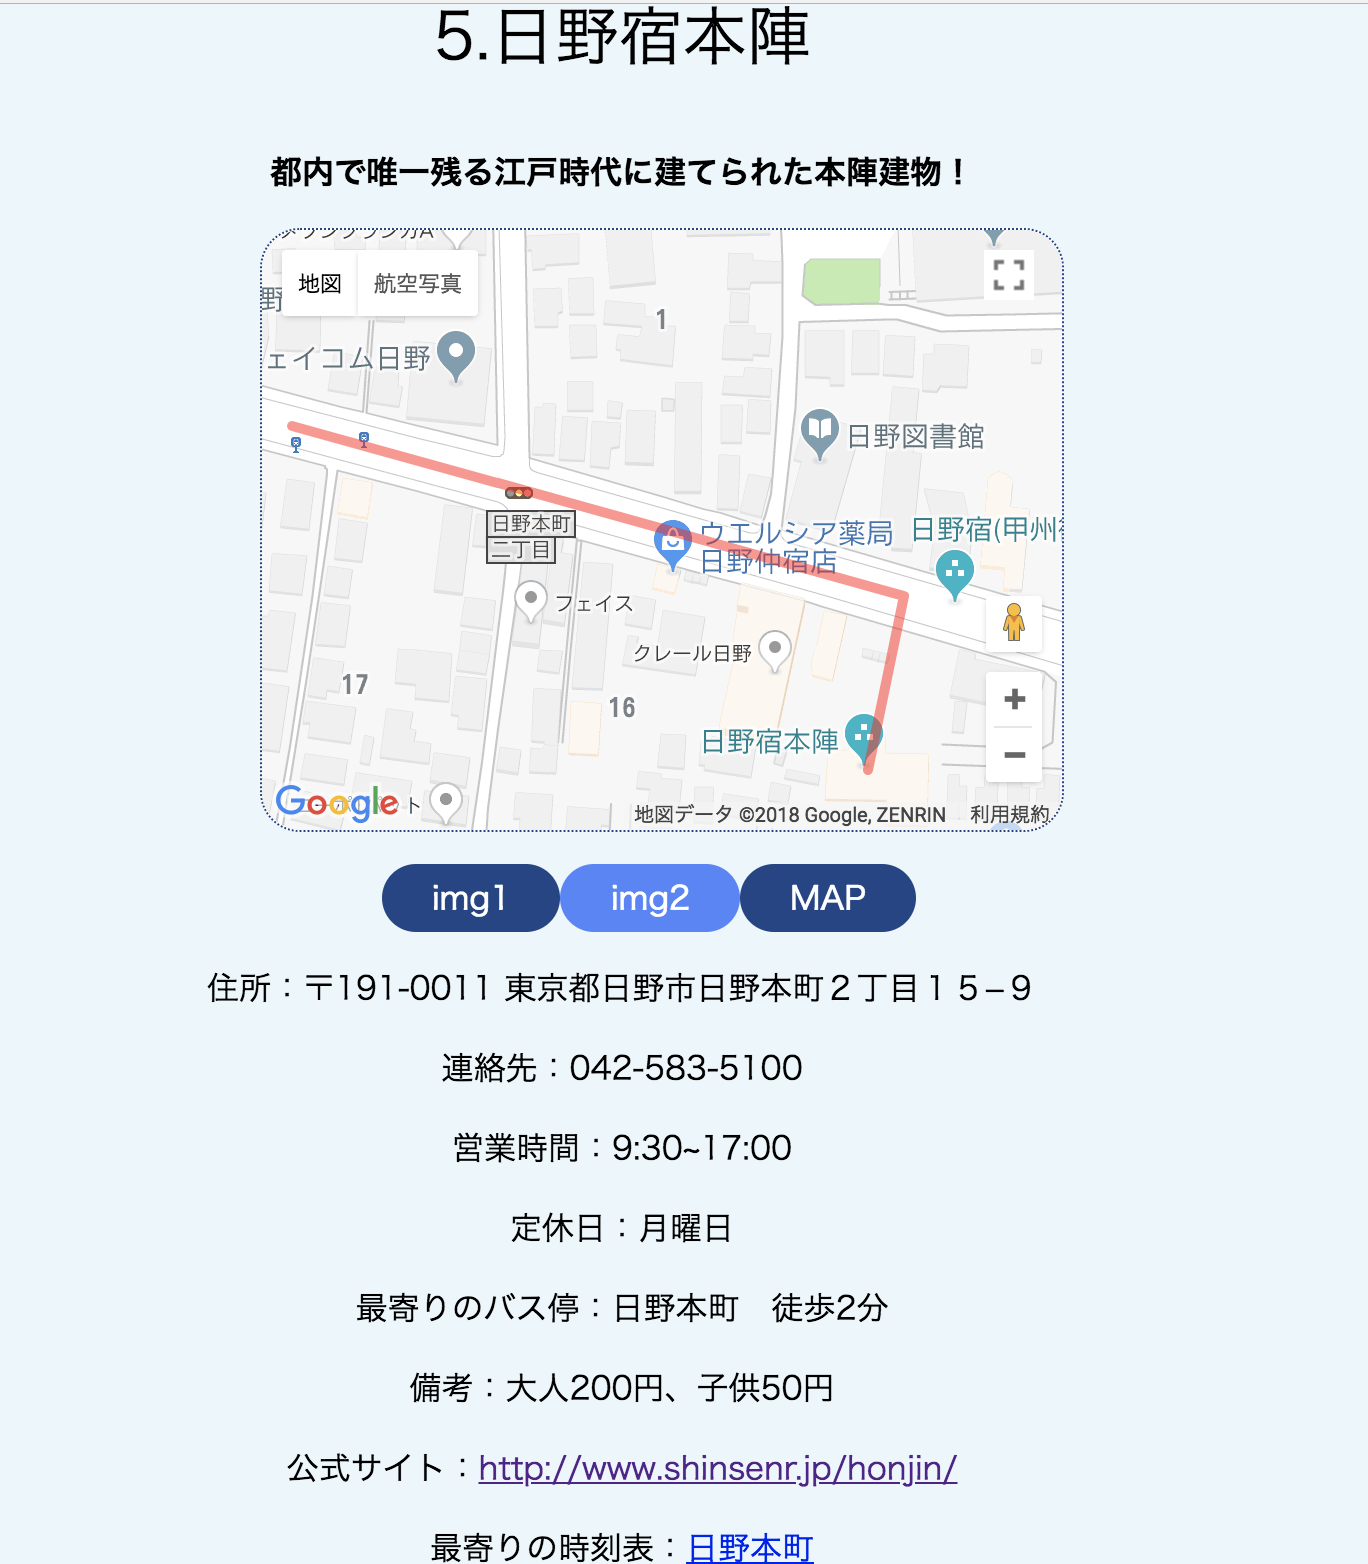 5.日野宿本陣
都内で唯一残る江戸時代に建てられた本陣建物！
地図 航空写真
野
1
ェイコム日野
日野図書館
日野本町
二丁目
ウエルシア薬局
日野仲宿店
日野宿(甲州
フェイス
クレール日野
17
16
日野宿本陣
+
−
Google
ト
地図データ ©2018 Google, ZENRIN 利用規約
img1 img2 MAP
住所：〒191-0011 東京都日野市日野本町２丁目１５−９
連絡先：042-583-5100
営業時間：9:30~17:00
定休日：月曜日
最寄りのバス停：日野本町　徒歩2分
備考：大人200円、子供50円
公式サイト：http://www.shinsenr.jp/honjin/
最寄りの時刻表：日野本町